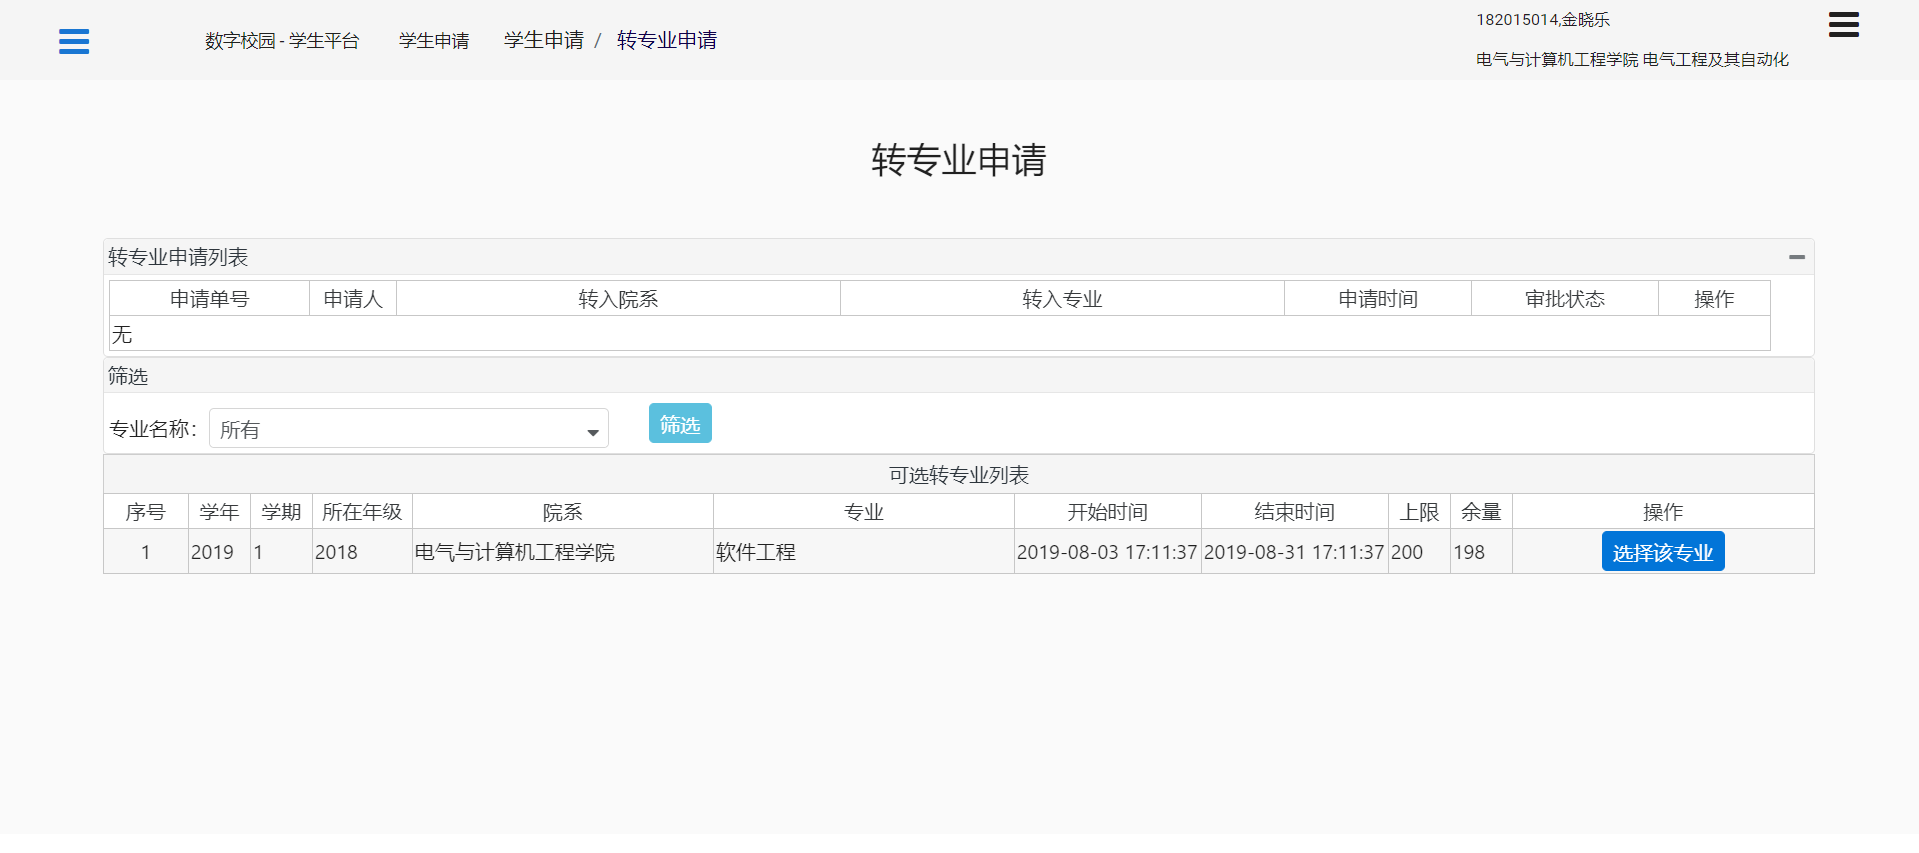 数字校园 - 学生平台 学生申请 学生申请 / 转专业申请
182015014,金晓乐
电气与计算机工程学院 电气工程及其自动化
转专业申请
转专业申请列表
申请单号 申请人 转入院系 转入专业 申请时间 审批状态 操作
无
筛选
专业名称： 所有 筛选
可选转专业列表
序号 学年 学期 所在年级 院系 专业 开始时间 结束时间 上限 余量 操作
1 2019 1 2018 电气与计算机工程学院 软件工程 2019-08-03 17:11:37 2019-08-31 17:11:37 200 198 选择该专业